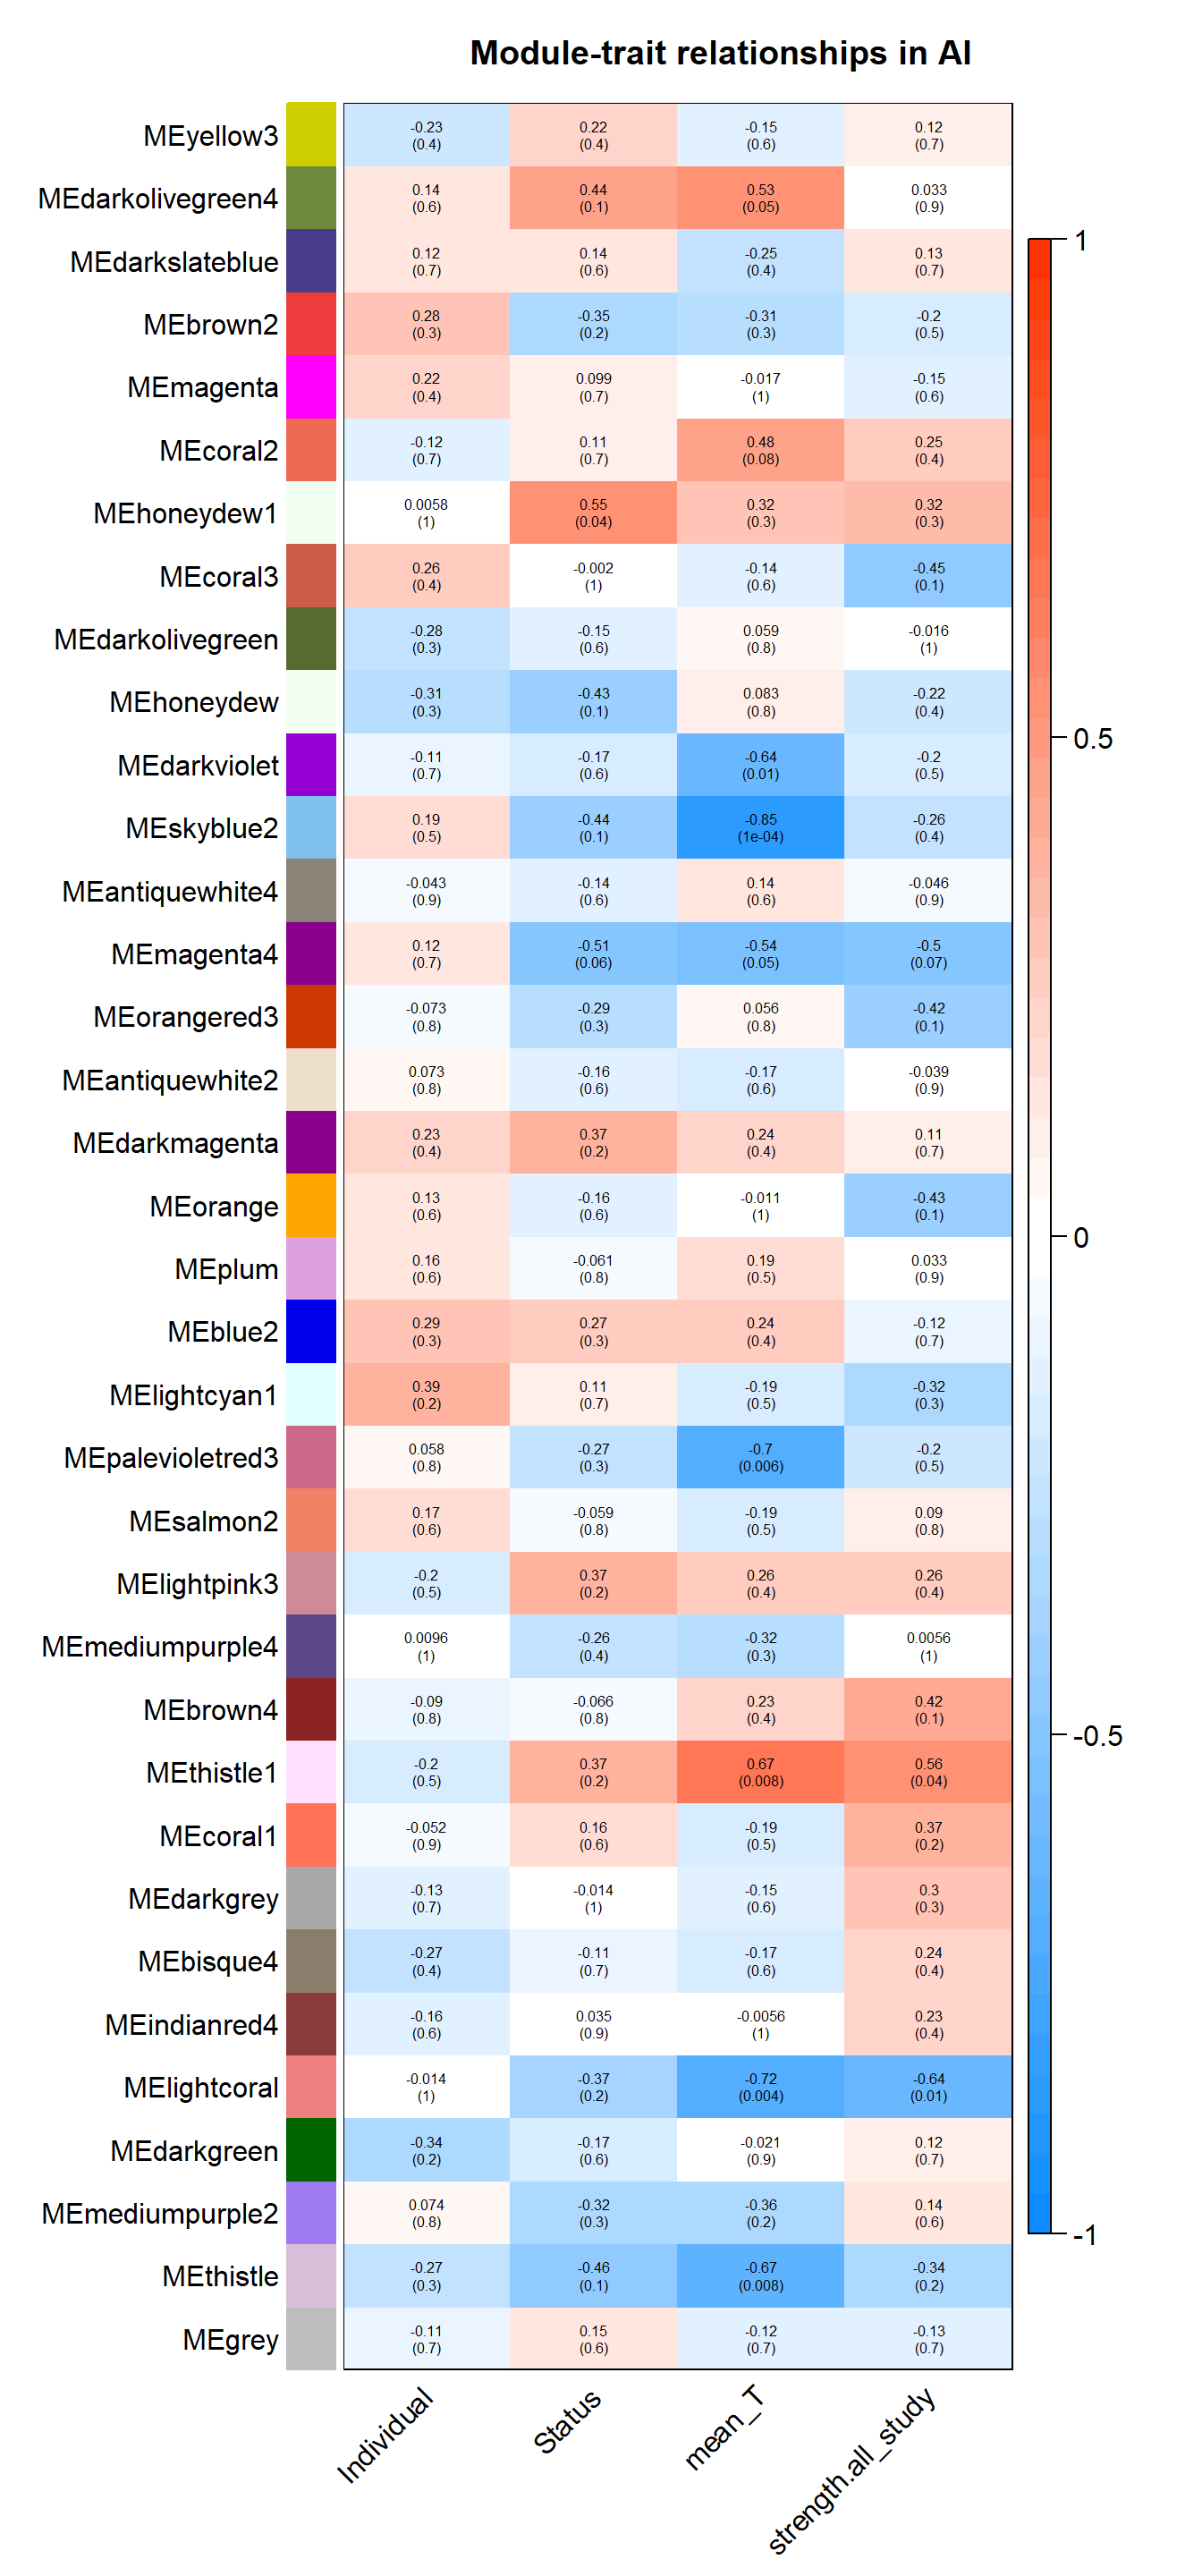 Module-trait relationships in AI
MEyellow3 -0.23 0.22 -0.15 0.12
(0.4) (0.4) (0.6) (0.7)
MEdarkolivegreen4 0.14 0.44 0.53 0.033
(0.6) (0.1) (0.05) (0.9)
MEdarkslateblue 0.12 0.14 -0.25 0.13
(0.7) (0.6) (0.4) (0.7)
MEbrown2 0.28 -0.35 -0.31 -0.2
(0.3) (0.2) (0.3) (0.5)
MEmagenta 0.22 0.099 -0.017 -0.15
(0.4) (0.7) (1) (0.6)
MEcoral2 -0.12 0.11 0.48 0.25
(0.7) (0.7) (0.08) (0.4)
MEhoneydew1 0.0058 0.55 0.32 0.32
(1) (0.04) (0.3) (0.3)
MEcoral3 0.26 -0.002 -0.14 -0.45
(0.4) (1) (0.6) (0.1)
MEdarkolivegreen -0.28 -0.15 0.059 -0.016
(0.3) (0.6) (0.8) (1)
MEhoneydew -0.31 -0.43 0.083 -0.22
(0.3) (0.1) (0.8) (0.4)
MEdarkviolet -0.11 -0.17 -0.64 -0.2
(0.7) (0.6) (0.01) (0.5)
MEskyblue2 0.19 -0.44 -0.85 -0.26
(0.5) (0.1) (1e-04) (0.4)
MEantiquewhite4 -0.043 -0.14 0.14 -0.046
(0.9) (0.6) (0.6) (0.9)
MEmagenta4 0.12 -0.51 -0.54 -0.5
(0.7) (0.06) (0.05) (0.07)
MEorangered3 -0.073 -0.29 0.056 -0.42
(0.8) (0.3) (0.8) (0.1)
MEantiquewhite2 0.073 -0.16 -0.17 -0.039
(0.8) (0.6) (0.6) (0.9)
MEdarkmagenta 0.23 0.37 0.24 0.11
(0.4) (0.2) (0.4) (0.7)
MEorange 0.13 -0.16 -0.011 -0.43
(0.6) (0.6) (1) (0.1)
MEplum 0.16 -0.061 0.19 0.033
(0.6) (0.8) (0.5) (0.9)
MEblue2 0.29 0.27 0.24 -0.12
(0.3) (0.3) (0.4) (0.7)
MElightcyan1 0.39 0.11 -0.19 -0.32
(0.2) (0.7) (0.5) (0.3)
MEpalevioletred3 0.058 -0.27 -0.7 -0.2
(0.8) (0.3) (0.006) (0.5)
MEsalmon2 0.17 -0.059 -0.19 0.09
(0.6) (0.8) (0.5) (0.8)
MElightpink3 -0.2 0.37 0.26 0.26
(0.5) (0.2) (0.4) (0.4)
MEmediumpurple4 0.0096 -0.26 -0.32 0.0056
(1) (0.4) (0.3) (1)
MEbrown4 -0.09 -0.066 0.23 0.42
(0.8) (0.8) (0.4) (0.1)
MEthistle1 -0.2 0.37 0.67 0.56
(0.5) (0.2) (0.008) (0.04)
MEcoral1 -0.052 0.16 -0.19 0.37
(0.9) (0.6) (0.5) (0.2)
MEdarkgrey -0.13 -0.014 -0.15 0.3
(0.7) (1) (0.6) (0.3)
MEbisque4 -0.27 -0.11 -0.17 0.24
(0.4) (0.7) (0.6) (0.4)
MEindianred4 -0.16 0.035 -0.0056 0.23
(0.6) (0.9) (1) (0.4)
MElightcoral -0.014 -0.37 -0.72 -0.64
(1) (0.2) (0.004) (0.01)
MEdarkgreen -0.34 -0.17 -0.021 0.12
(0.2) (0.6) (0.9) (0.7)
MEmediumpurple2 0.074 -0.32 -0.36 0.14
(0.8) (0.3) (0.2) (0.6)
MEthistle -0.27 -0.46 -0.67 -0.34
(0.3) (0.1) (0.008) (0.2)
MEgrey -0.11 0.15 -0.12 -0.13
(0.7) (0.6) (0.7) (0.7)
Individual Status mean_T strength.all_study
1
0.5
0
-0.5
-1